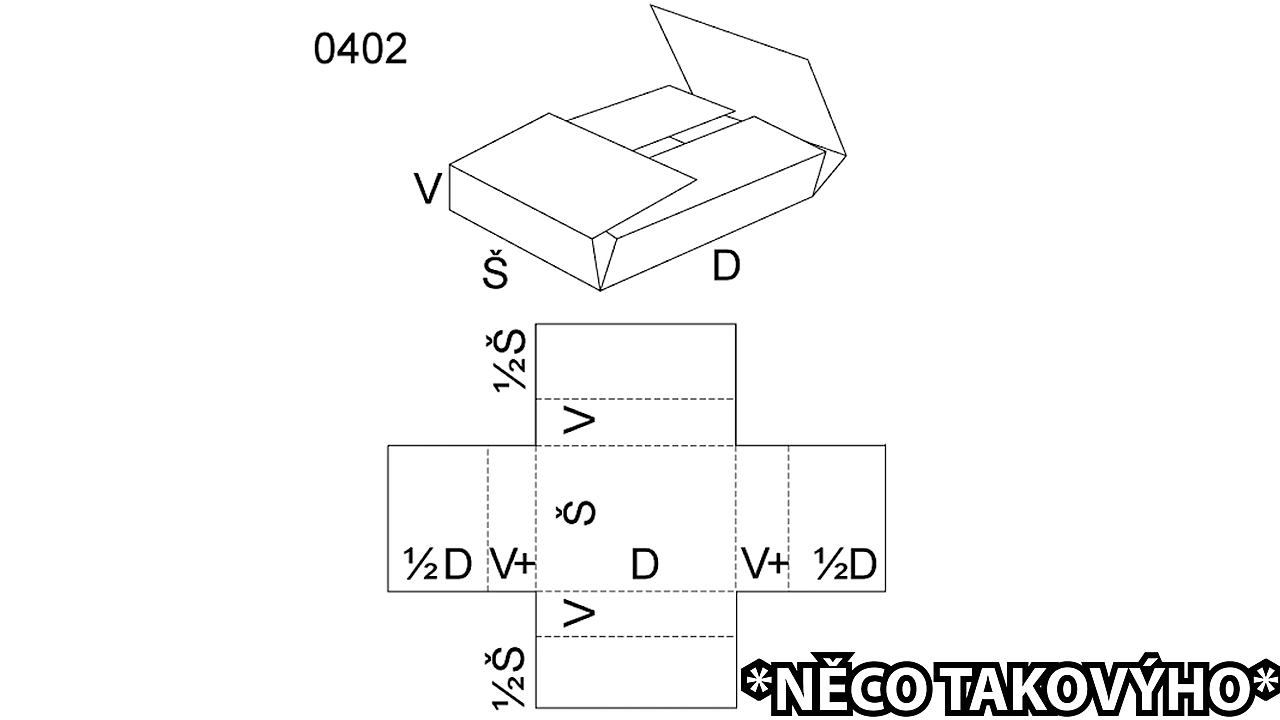 0402
V
Š
D
½Š
V
Š
½D V+ D V+ ½D
V
½Š
*NĚCO TAKOVÝHO*